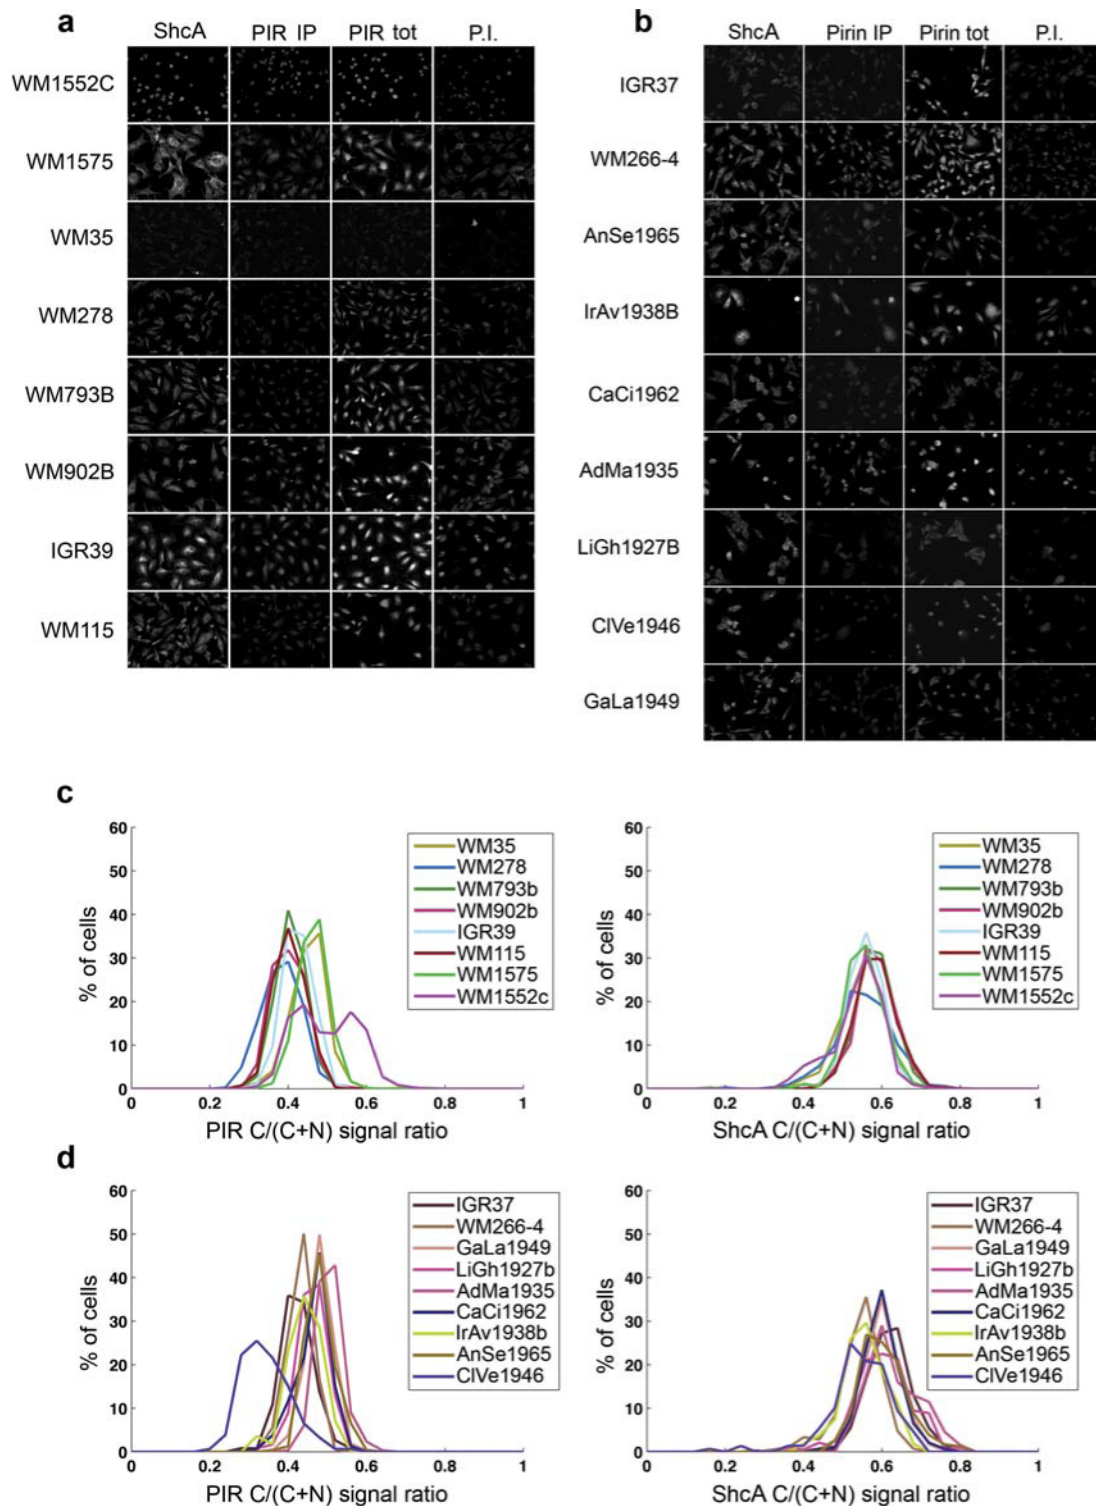 a
ShcA PIR IP PIR tot P.I.
WM1552C
WM1575
WM35
WM278
WM793B
WM902B
IGR39
WM115
b
ShcA Pirin IP Pirin tot P.I.
IGR37
WM266-4
AnSe1965
IrAv1938B
CaCi1962
AdMa1935
LiGh1927B
ClVe1946
GaLa1949
c
60
50
40
30
20
10
0
% of cells
0 0.2 0.4 0.6 0.8 1
PIR C/(C+N) signal ratio
WM35
WM278
WM793b
WM902b
IGR39
WM115
WM1575
WM1552c
60
50
40
30
20
10
0
% of cells
0 0.2 0.4 0.6 0.8 1
ShcA C/(C+N) signal ratio
WM35
WM278
WM793b
WM902b
IGR39
WM115
WM1575
WM1552c
d
60
50
40
30
20
10
0
% of cells
0 0.2 0.4 0.6 0.8 1
PIR C/(C+N) signal ratio
IGR37
WM266-4
GaLa1949
LiGh1927b
AdMa1935
CaCi1962
IrAv1938b
AnSe1965
ClVe1946
60
50
40
30
20
10
0
% of cells
0 0.2 0.4 0.6 0.8 1
ShcA C/(C+N) signal ratio
IGR37
WM266-4
GaLa1949
LiGh1927b
AdMa1935
CaCi1962
IrAv1938b
AnSe1965
ClVe1946